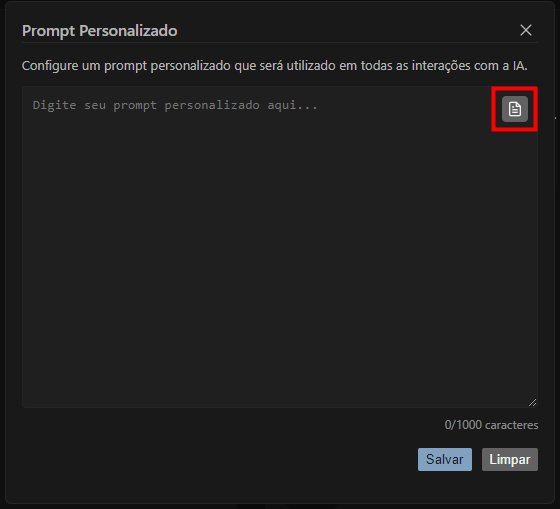 Prompt Personalizado
Configure um prompt personalizado que será utilizado em todas as interações com a IA.
Digite seu prompt personalizado aqui...
0/1000 caracteres
Salvar
Limpar